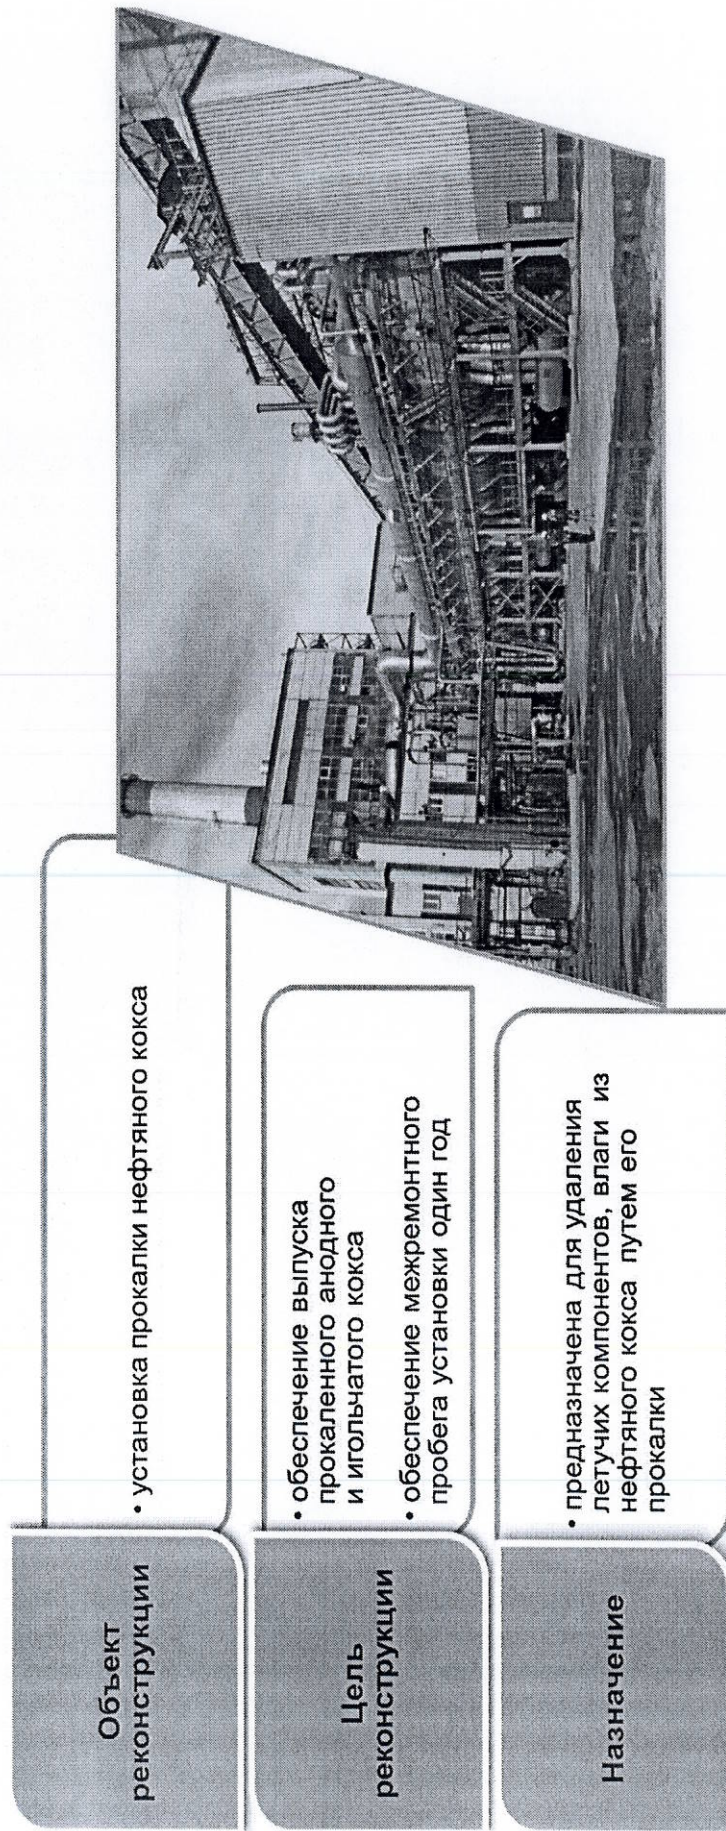 Объект
реконструкции
• установка прокалки нефтяного кокса
Цель
реконструкции
• обеспечение выпуска
прокаленного анодного
и игольчатого кокса
• обеспечение межремонтного
пробега установки один год
Назначение
• предназначена для удаления
летучих компонентов, влаги из
нефтяного кокса путем его
прокалки